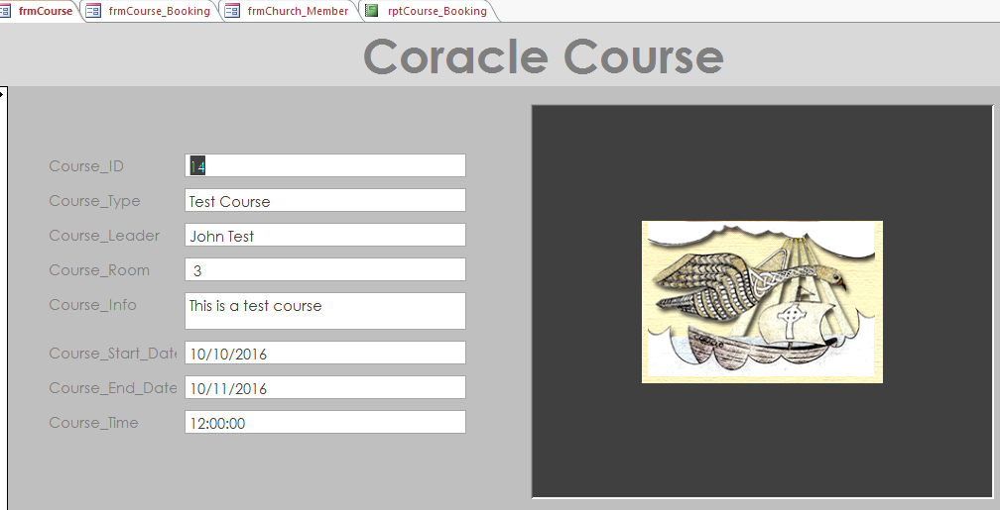 frmCourse frmCourse_Booking frmChurch_Member rptCourse_Booking
Coracle Course
Course_ID 14
Course_Type Test Course
Course_Leader John Test
Course_Room 3
Course_Info This is a test course
Course_Start_Date 10/10/2016
Course_End_Date 10/11/2016
Course_Time 12:00:00